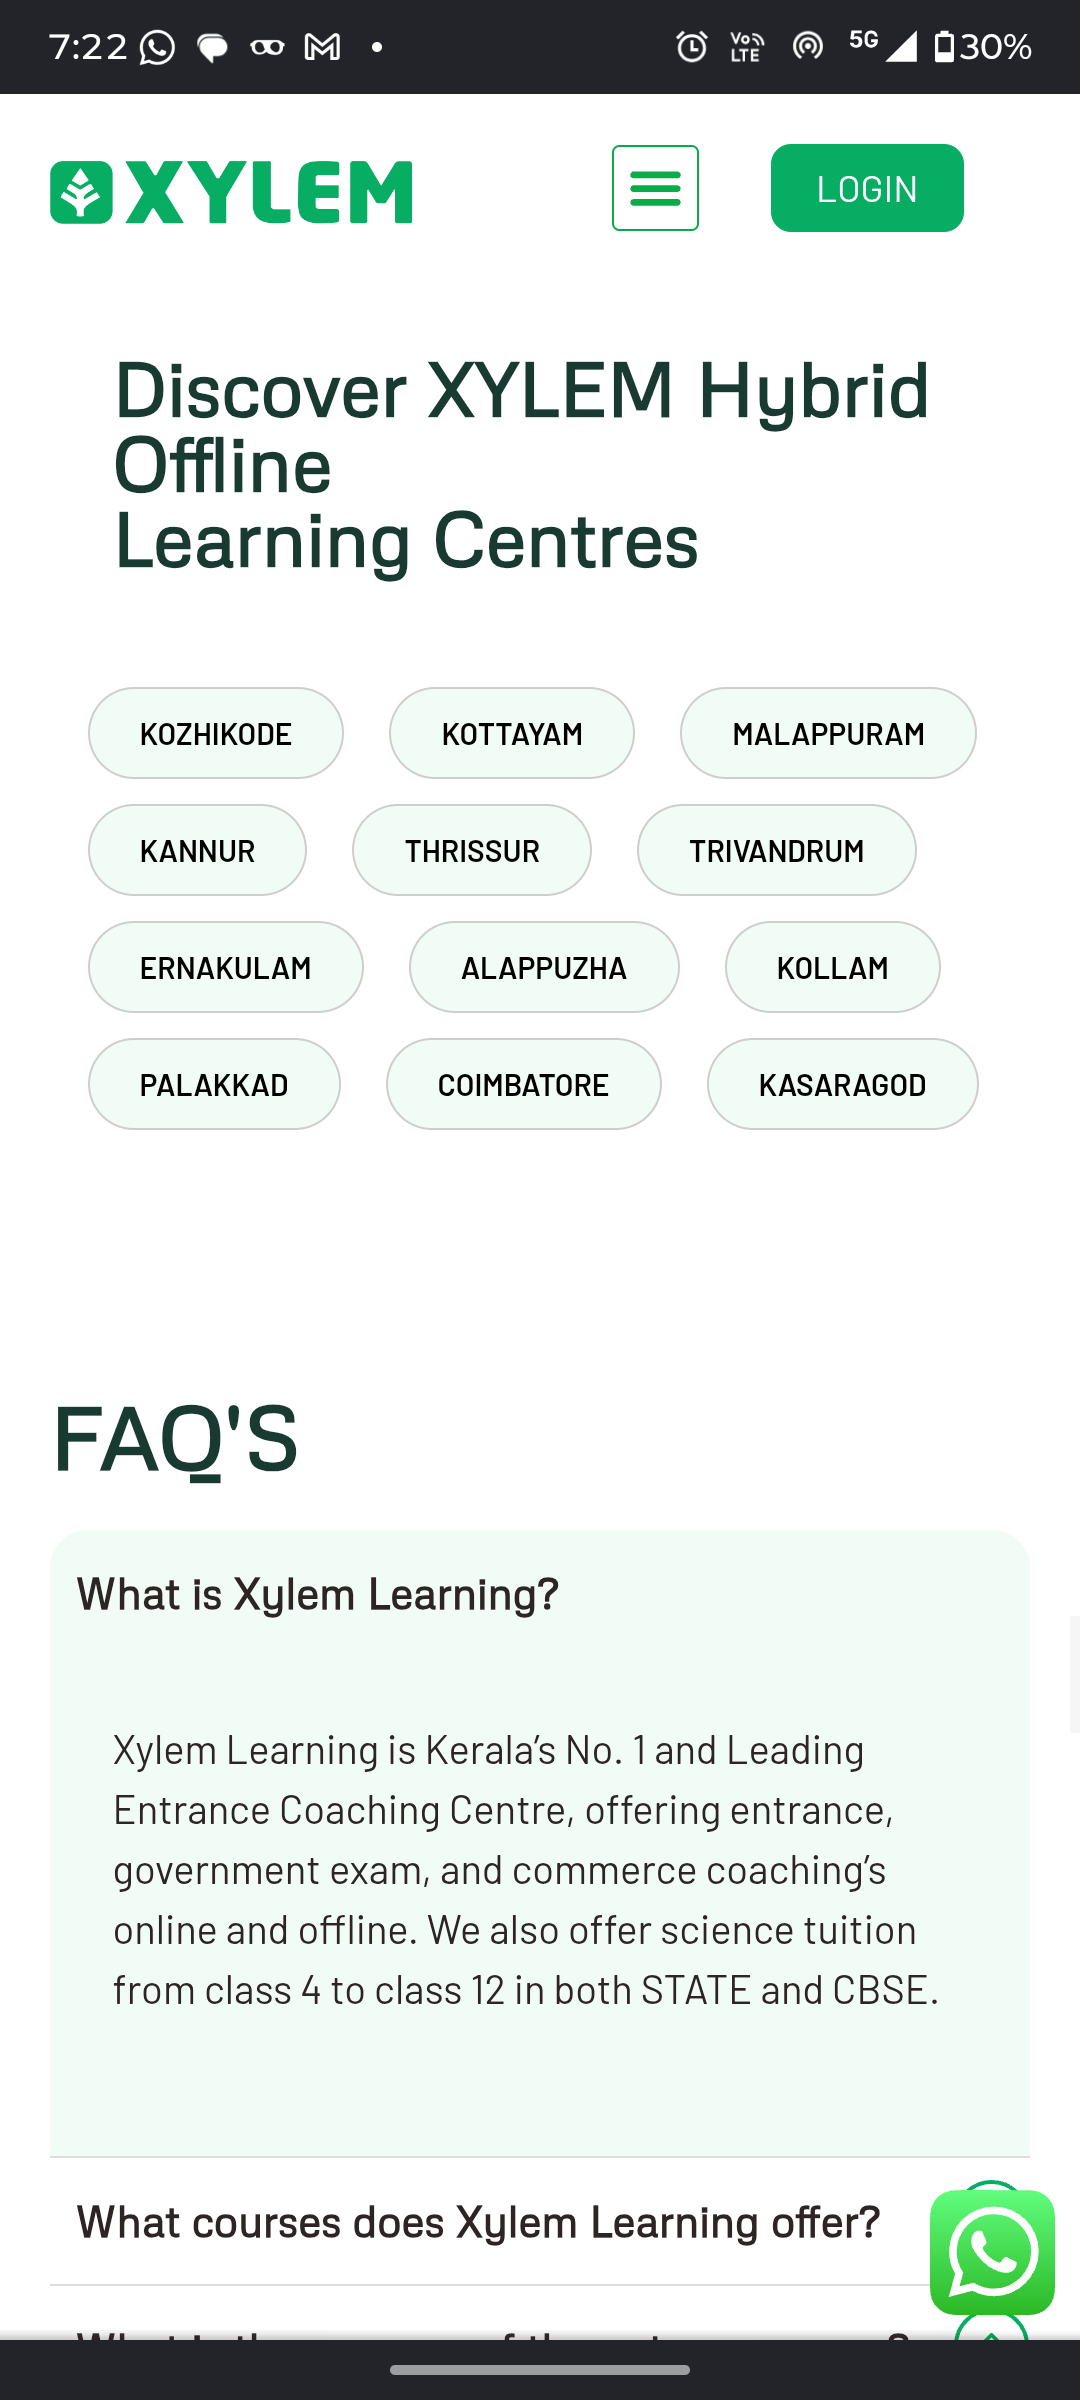 7:22
Vo LTE 5G 30%
XYLEM
LOGIN
Discover XYLEM Hybrid
Offline
Learning Centres
KOZHIKODE KOTTAYAM MALAPPURAM
KANNUR THRISSUR TRIVANDRUM
ERNAKULAM ALAPPUZHA KOLLAM
PALAKKAD COIMBATORE KASARAGOD
FAQ'S
What is Xylem Learning?
Xylem Learning is Kerala’s No. 1 and Leading
Entrance Coaching Centre, offering entrance,
government exam, and commerce coaching’s
online and offline. We also offer science tuition
from class 4 to class 12 in both STATE and CBSE.
What courses does Xylem Learning offer?